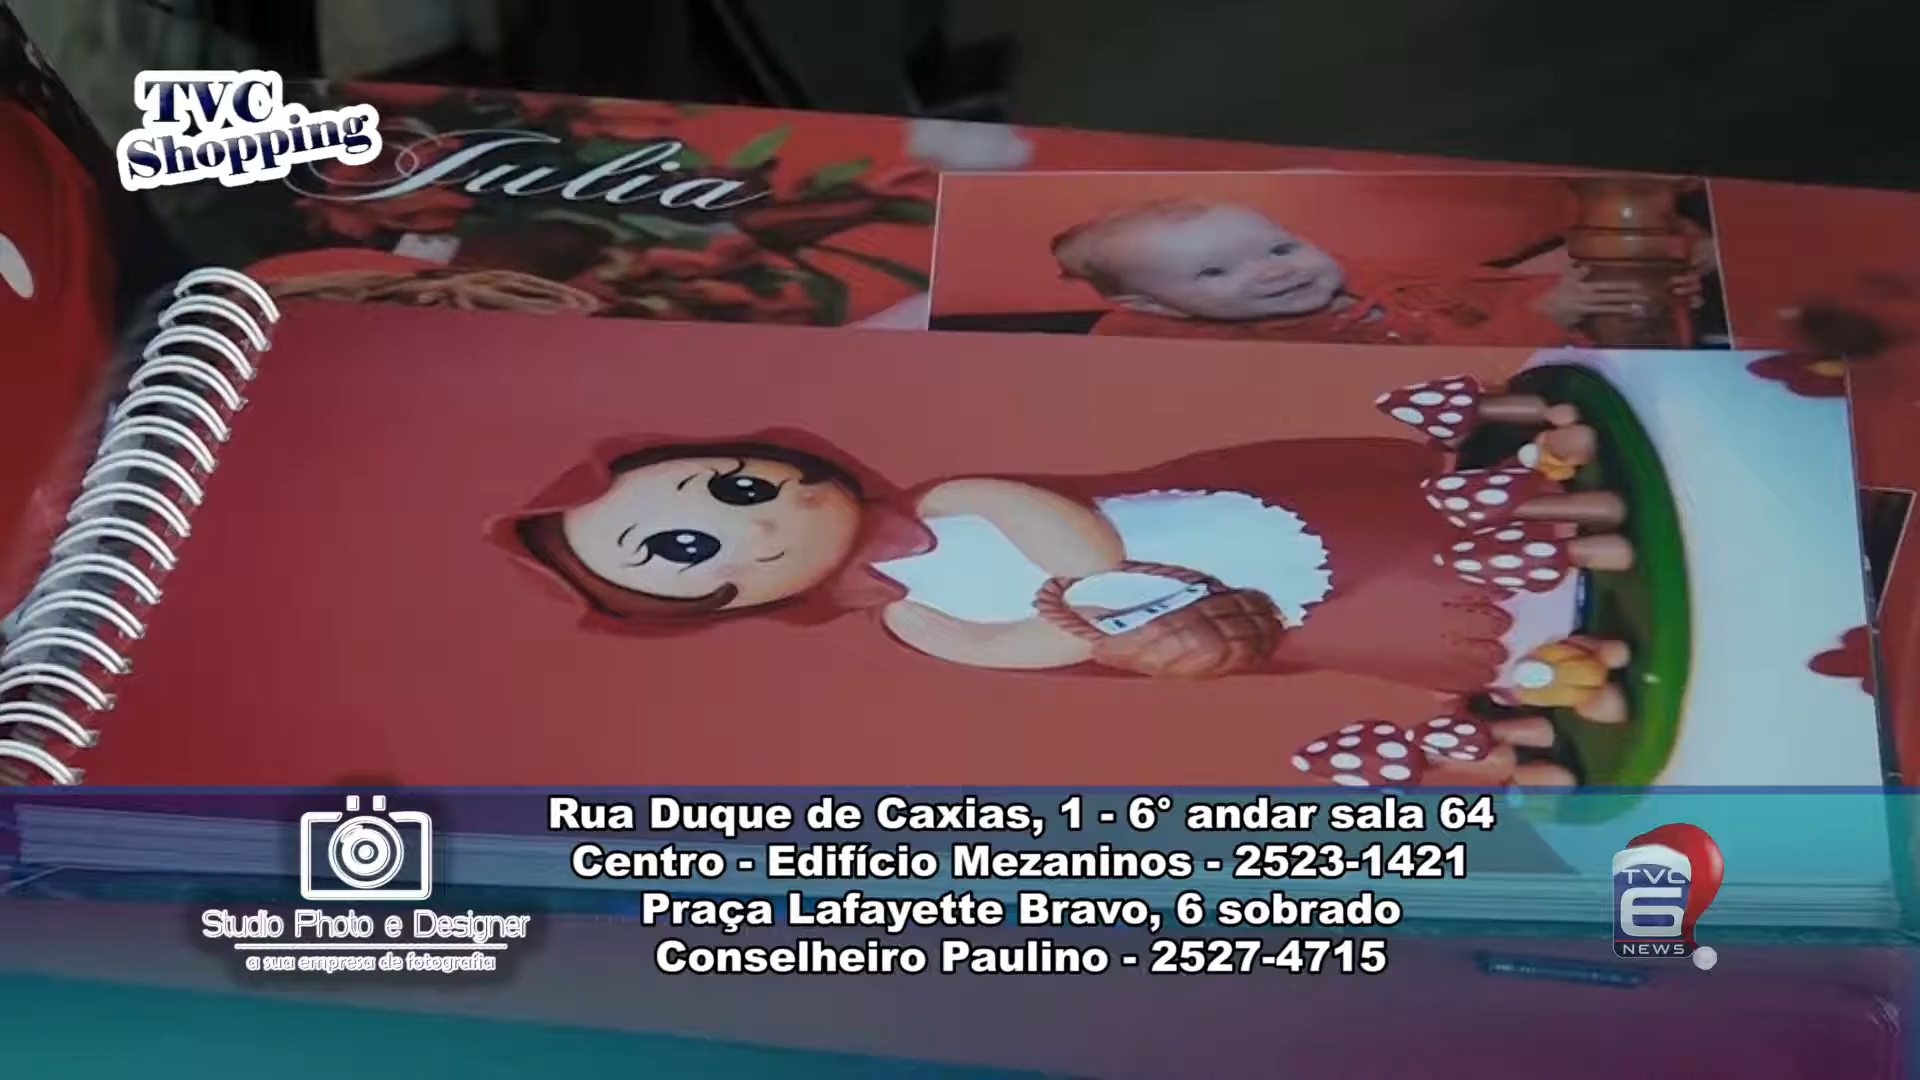 TVC
Shopping
Julia
Rua Duque de Caxias, 1 - 6° andar sala 64
Centro - Edifício Mezaninos - 2523-1421
Praça Lafayette Bravo, 6 sobrado
Conselheiro Paulino - 2527-4715
Studio Photo e Designer
a sua empresa de fotografia
TVC
6
NEWS